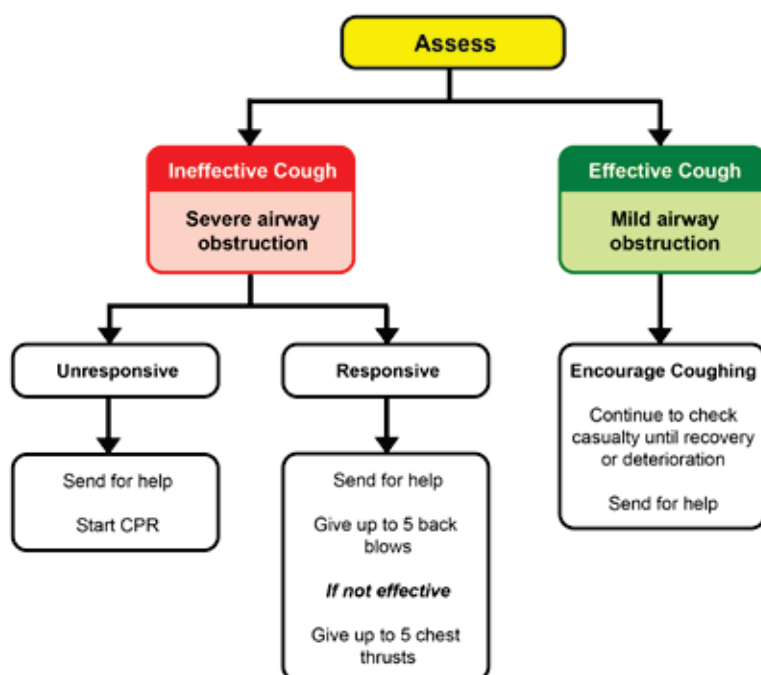 Assess
Ineffective Cough
Severe airway
obstruction
Effective Cough
Mild airway
obstruction
Unresponsive
Responsive
Encourage Coughing
Continue to check
casualty until recovery
or deterioration
Send for help
Send for help
Start CPR
Send for help
Give up to 5 back
blows
If not effective
Give up to 5 chest
thrusts